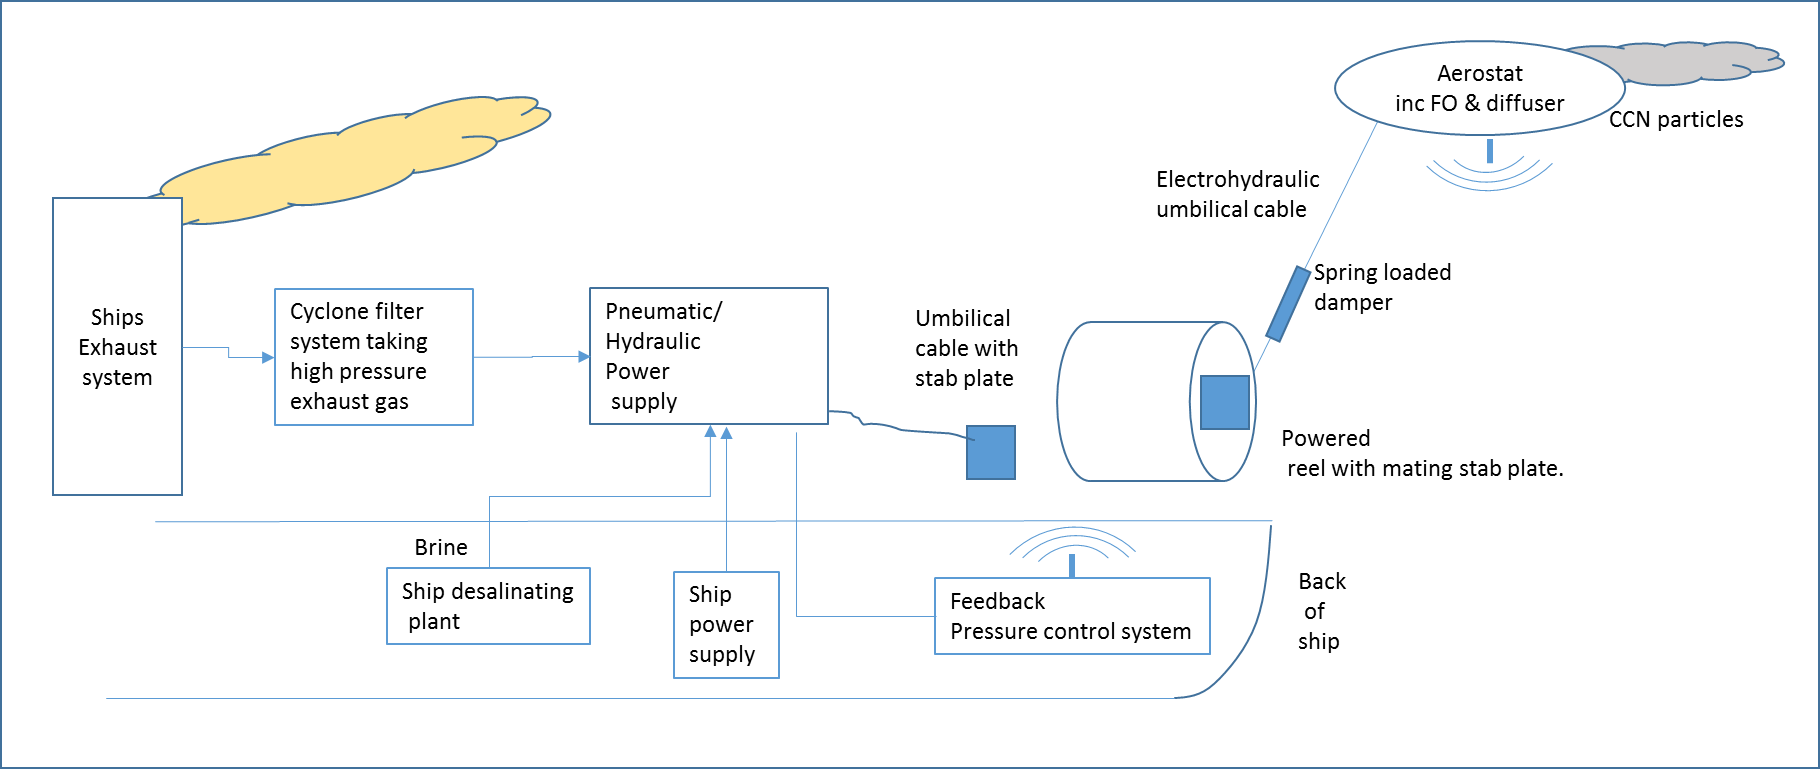 Aerostat
inc FO & diffuser
CCN particles
Electrohydraulic
umbilical cable
Spring loaded
damper
Ships
Exhaust
system
Cyclone filter
system taking
high pressure
exhaust gas
Pneumatic/
Hydraulic
Power
supply
Umbilical
cable with
stab plate
Powered
reel with mating stab plate.
Brine
Ship desalinating
plant
Ship
power
supply
Feedback
Pressure control system
Back
of
ship